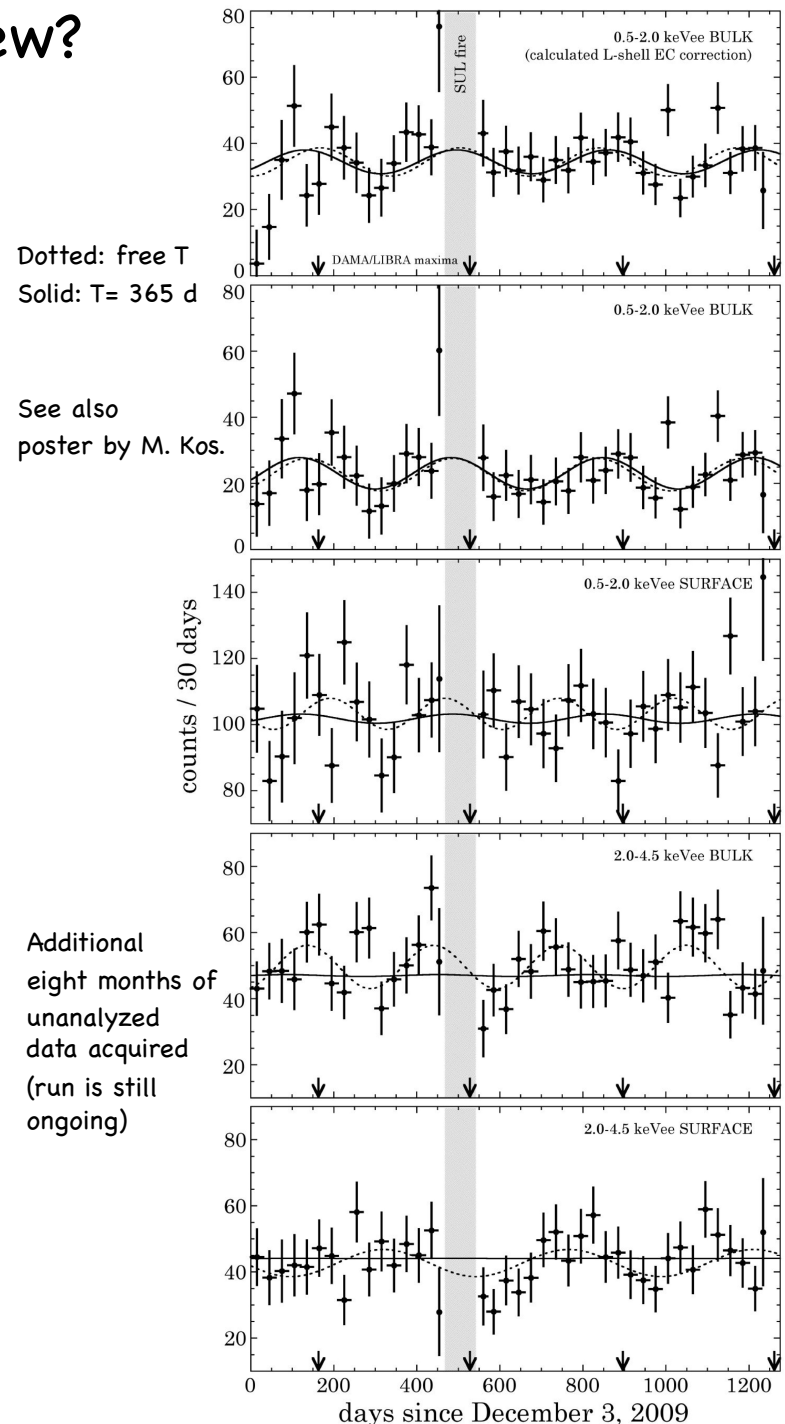 ew?
Dotted: free T
Solid: T= 365 d
See also
poster by M. Kos.
Additional
eight months of
unanalyzed
data acquired
(run is still
ongoing)
counts / 30 days
80
60
40
20
0
0.5-2.0 keVee BULK
(calculated L-shell EC correction)
SUL fire
DAMA/LIBRA maxima
80
60
40
20
0
0.5-2.0 keVee BULK
140
120
100
80
0.5-2.0 keVee SURFACE
80
60
40
20
2.0-4.5 keVee BULK
80
60
40
20
2.0-4.5 keVee SURFACE
0 200 400 600 800 1000 1200
days since December 3, 2009